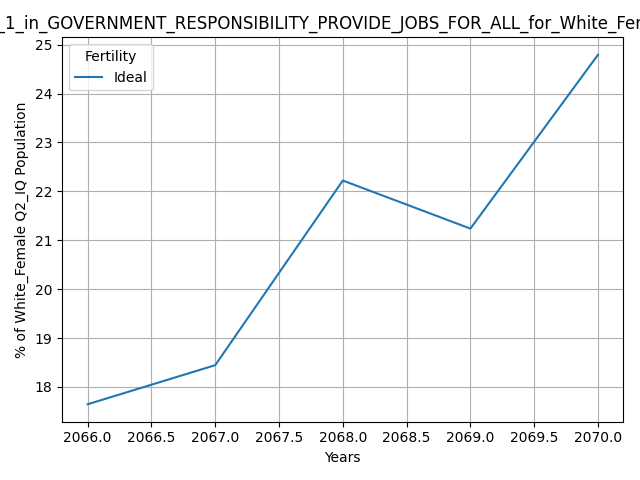 _1_in_GOVERNMENT_RESPONSIBILITY_PROVIDE_JOBS_FOR_ALL_for_White_Fe
Fertility
Ideal
25
24
23
22
21
20
19
18
% of White_Female Q2_IQ Population
2066.0 2066.5 2067.0 2067.5 2068.0 2068.5 2069.0 2069.5 2070.0
Years